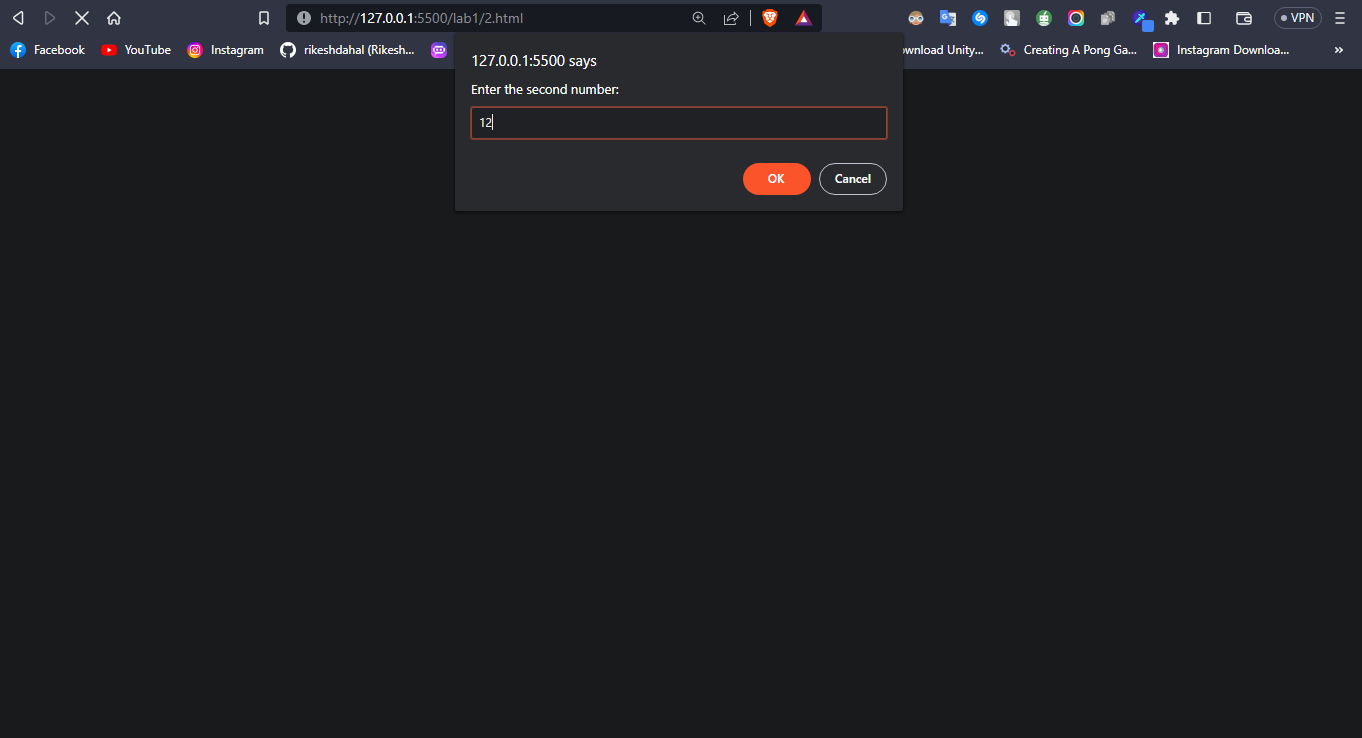 http://127.0.0.1:5500/lab1/2.html
VPN
Facebook YouTube Instagram rikeshdahal (Rikesh... ownload Unity... Creating A Pong Ga... Instagram Downloa... »
127.0.0.1:5500 says
Enter the second number:
12
OK Cancel